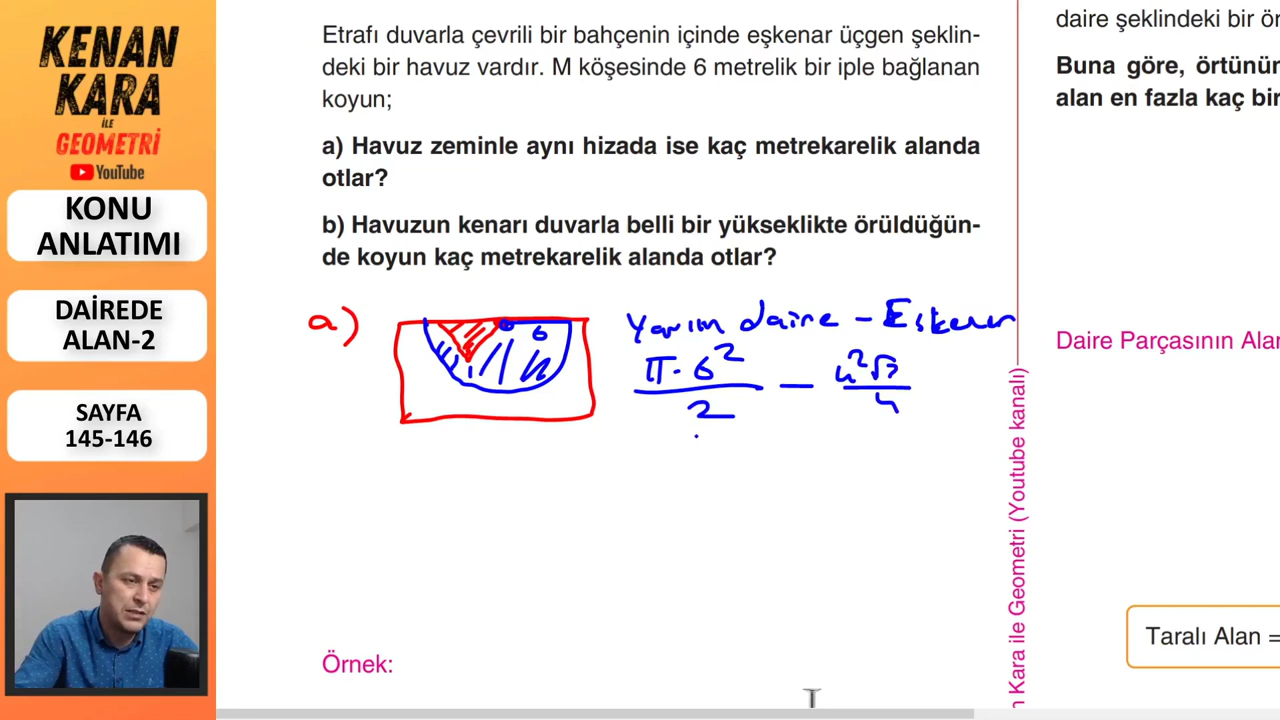 KENAN
KARA
İLE
GEOMETRİ
YouTube
KONU
ANLATIMI
DAİREDE
ALAN-2
SAYFA
145-146
Etrafı duvarla çevrili bir bahçenin içinde eşkenar üçgen şeklin-
deki bir havuz vardır. M köşesinde 6 metrelik bir iple bağlanan
koyun;
a) Havuz zeminle aynı hizada ise kaç metrekarelik alanda
otlar?
b) Havuzun kenarı duvarla belli bir yükseklikte örüldüğün-
de koyun kaç metrekarelik alanda otlar?
a)
6
Yarım daire - Eşkenar
π·6² / 2 - 4²√3 / 4
Örnek:
n Kara ile Geometri (Youtube kanalı)
daire şeklindeki bir ör
Buna göre, örtünün
alan en fazla kaç bir
Daire Parçasının Alan
Taralı Alan =